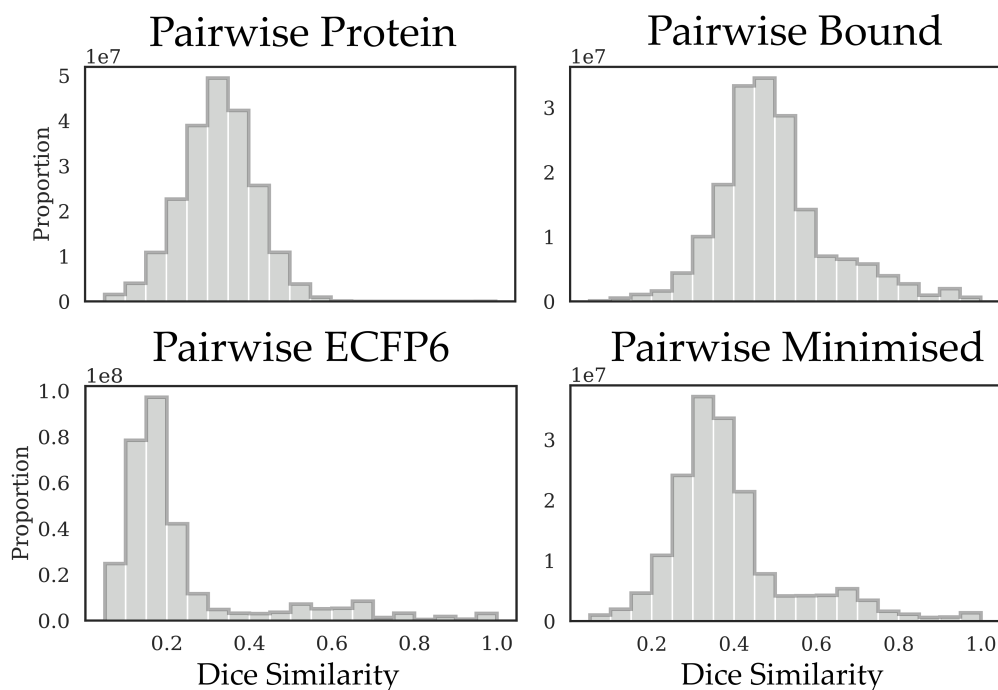 Pairwise Protein
1e7
5
4
3
2
1
0
Proportion
Pairwise Bound
1e7
3
2
1
0
Pairwise ECFP6
1e8
1.0
0.8
0.6
0.4
0.2
0.0
Proportion
0.2 0.4 0.6 0.8 1.0
Dice Similarity
Pairwise Minimised
1e7
3
2
1
0
0.2 0.4 0.6 0.8 1.0
Dice Similarity